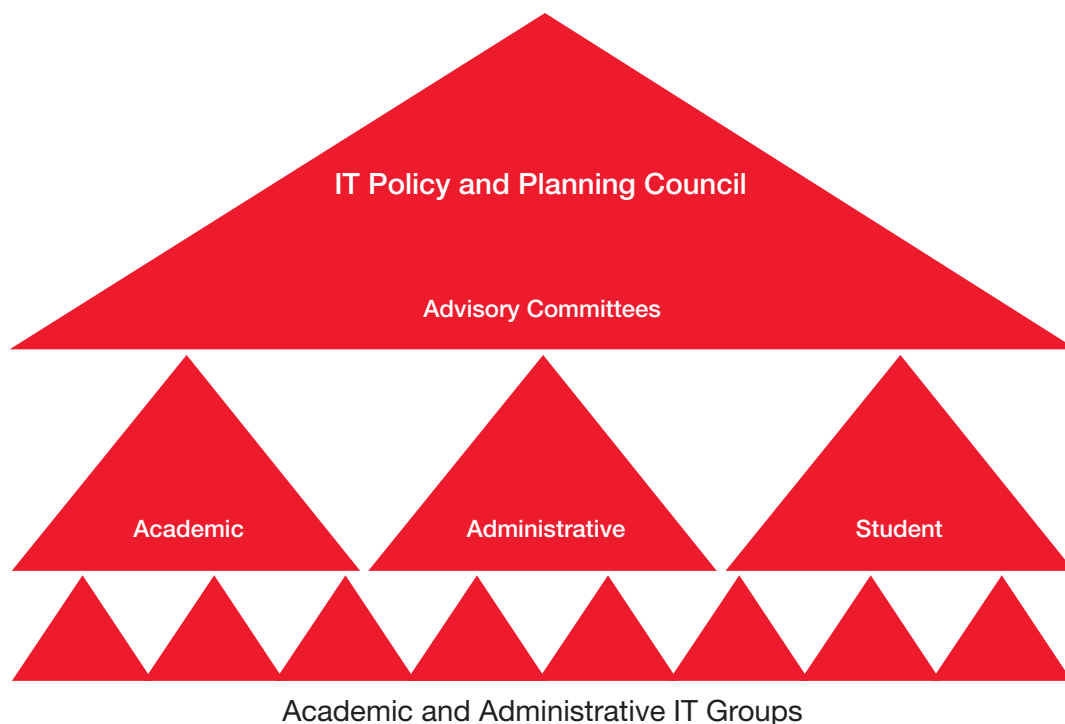 IT Policy and Planning Council
Advisory Committees
Academic
Administrative
Student
Academic and Administrative IT Groups